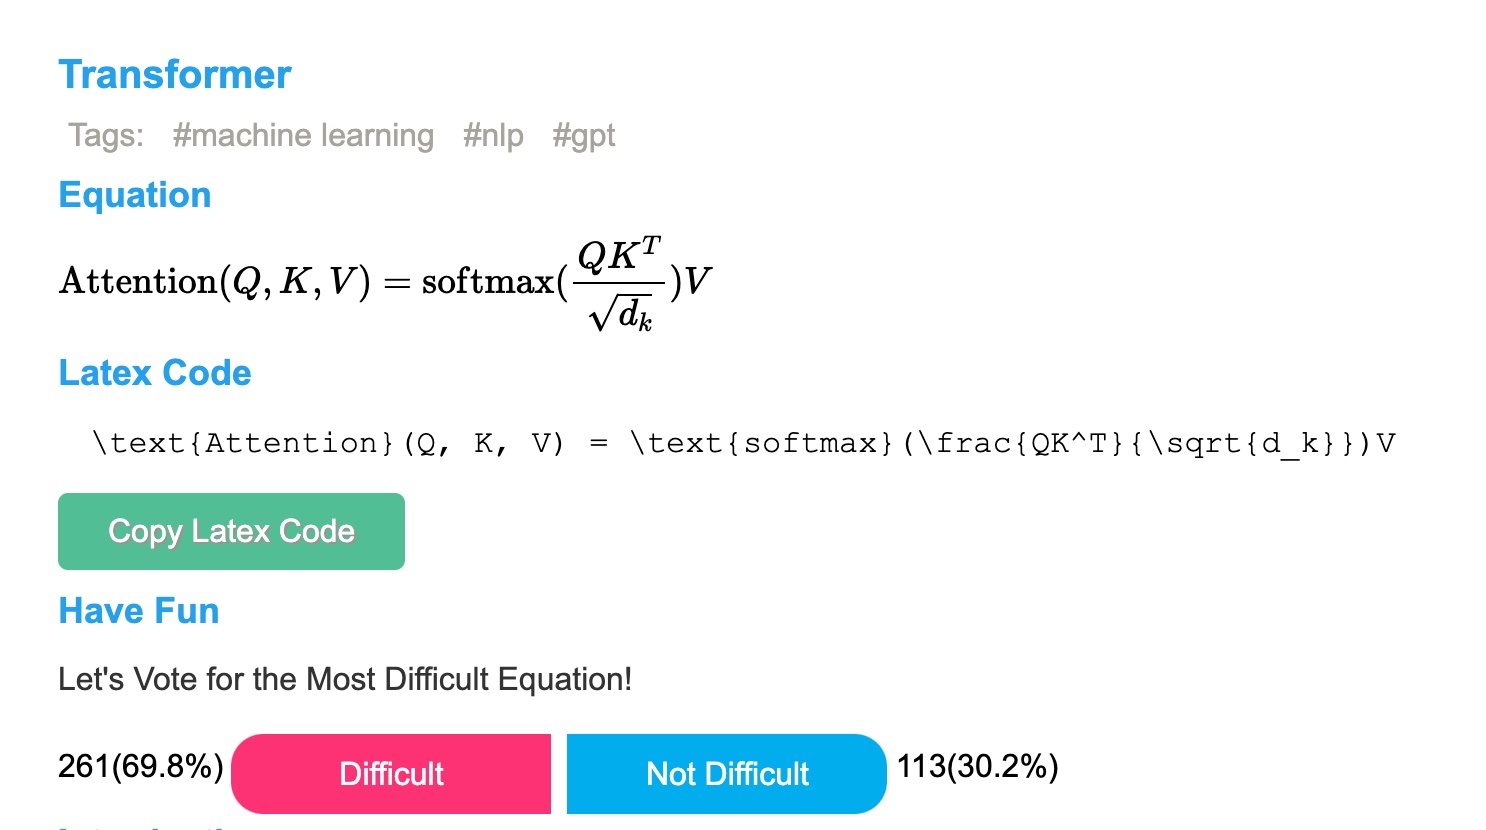 Transformer
Tags: #machine learning #nlp #gpt
Equation
Attention(Q, K, V) = softmax(\frac{QK^T}{\sqrt{d_k}})V
Latex Code
\text{Attention}(Q, K, V) = \text{softmax}(\frac{QK^T}{\sqrt{d_k}})V
Copy Latex Code
Have Fun
Let's Vote for the Most Difficult Equation!
261(69.8%) Difficult Not Difficult 113(30.2%)